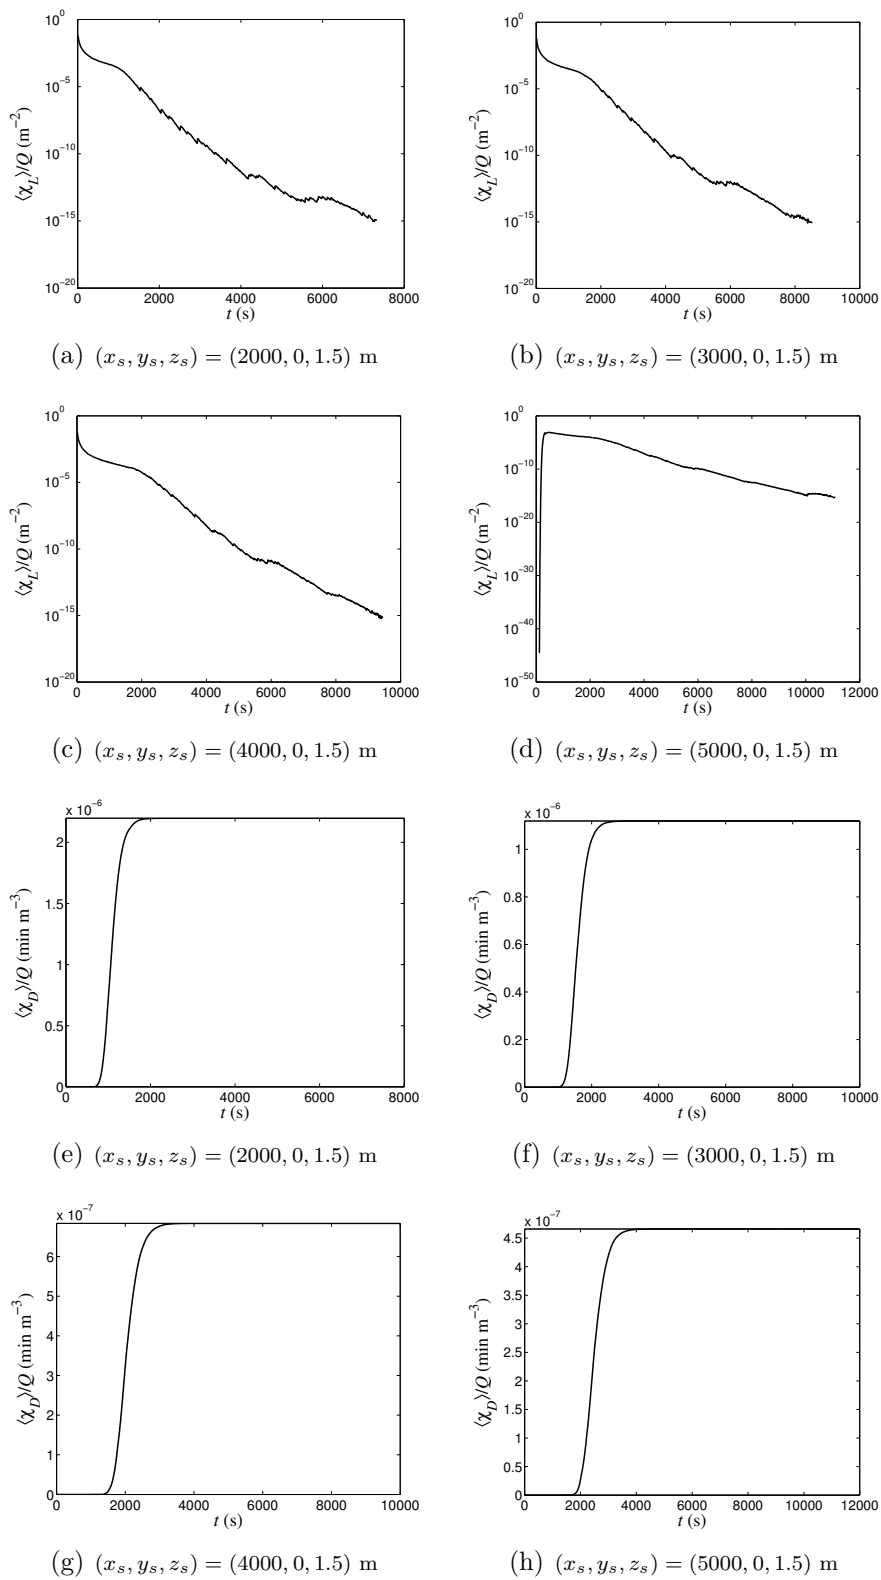 10⁰
10⁻⁵
10⁻¹⁰
10⁻¹⁵
10⁻²⁰
⟨χ_L⟩/Q (m⁻²)
0 2000 4000 6000 8000
t (s)
(a) (x_s, y_s, z_s) = (2000, 0, 1.5) m
10⁰
10⁻⁵
10⁻¹⁰
10⁻¹⁵
10⁻²⁰
⟨χ_L⟩/Q (m⁻²)
0 2000 4000 6000 8000 10000
t (s)
(b) (x_s, y_s, z_s) = (3000, 0, 1.5) m
10⁰
10⁻⁵
10⁻¹⁰
10⁻¹⁵
10⁻²⁰
⟨χ_L⟩/Q (m⁻²)
0 2000 4000 6000 8000 10000
t (s)
(c) (x_s, y_s, z_s) = (4000, 0, 1.5) m
10⁰
10⁻¹⁰
10⁻²⁰
10⁻³⁰
10⁻⁴⁰
10⁻⁵⁰
⟨χ_L⟩/Q (m⁻²)
0 2000 4000 6000 8000 10000 12000
t (s)
(d) (x_s, y_s, z_s) = (5000, 0, 1.5) m
x 10⁻⁶
2
1.5
1
0.5
0
⟨χ_D⟩/Q (min m⁻³)
0 2000 4000 6000 8000
t (s)
(e) (x_s, y_s, z_s) = (2000, 0, 1.5) m
x 10⁻⁶
1
0.8
0.6
0.4
0.2
0
⟨χ_D⟩/Q (min m⁻³)
0 2000 4000 6000 8000 10000
t (s)
(f) (x_s, y_s, z_s) = (3000, 0, 1.5) m
x 10⁻⁷
6
5
4
3
2
1
0
⟨χ_D⟩/Q (min m⁻³)
0 2000 4000 6000 8000 10000
t (s)
(g) (x_s, y_s, z_s) = (4000, 0, 1.5) m
x 10⁻⁷
4.5
4
3.5
3
2.5
2
1.5
1
0.5
0
⟨χ_D⟩/Q (min m⁻³)
0 2000 4000 6000 8000 10000 12000
t (s)
(h) (x_s, y_s, z_s) = (5000, 0, 1.5) m